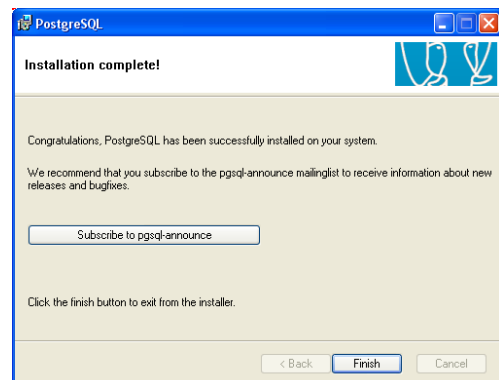 PostgreSQL
Installation complete!
Congratulations, PostgreSQL has been successfully installed on your system.
We recommend that you subscribe to the pgsql-announce mailinglist to receive information about new
releases and bugfixes.
Subscribe to pgsql-announce
Click the finish button to exit from the installer.
< Back Finish Cancel